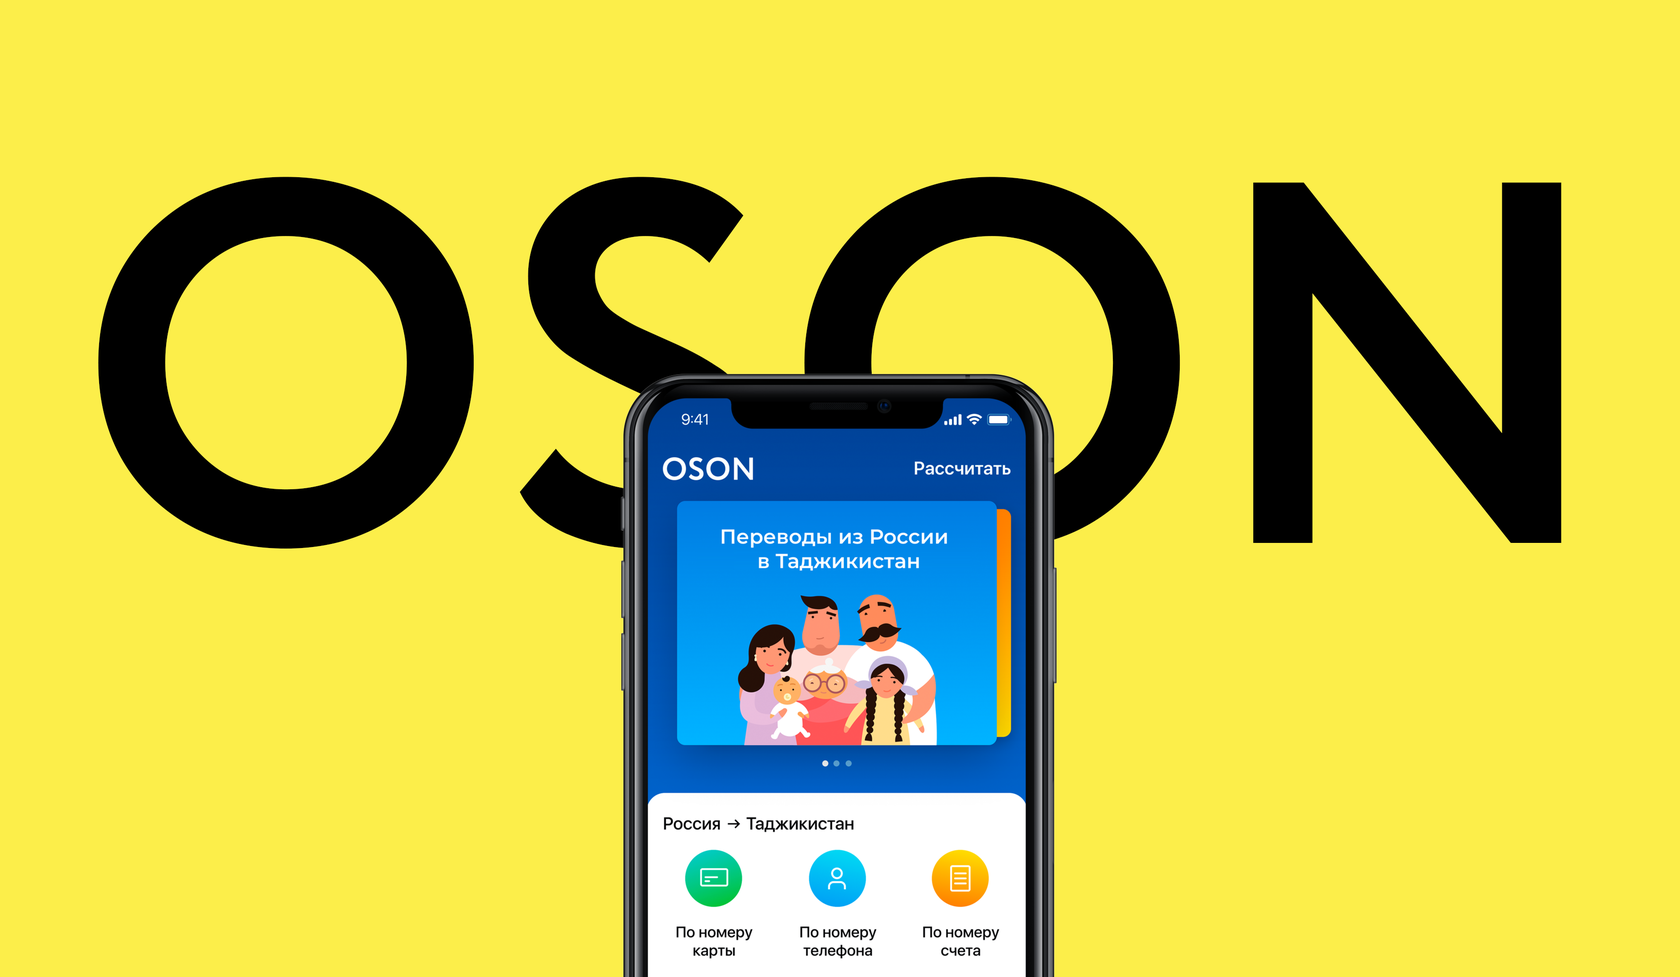 OSON
9:41
OSON
Рассчитать
Переводы из России
в Таджикистан
Россия → Таджикистан
По номеру
карты
По номеру
телефона
По номеру
счета